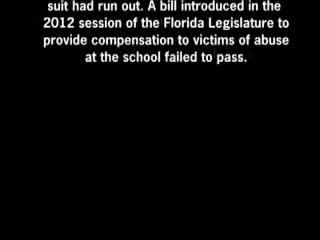 suit had run out. A bill introduced in the
2012 session of the Florida Legislature to
provide compensation to victims of abuse
at the school failed to pass.